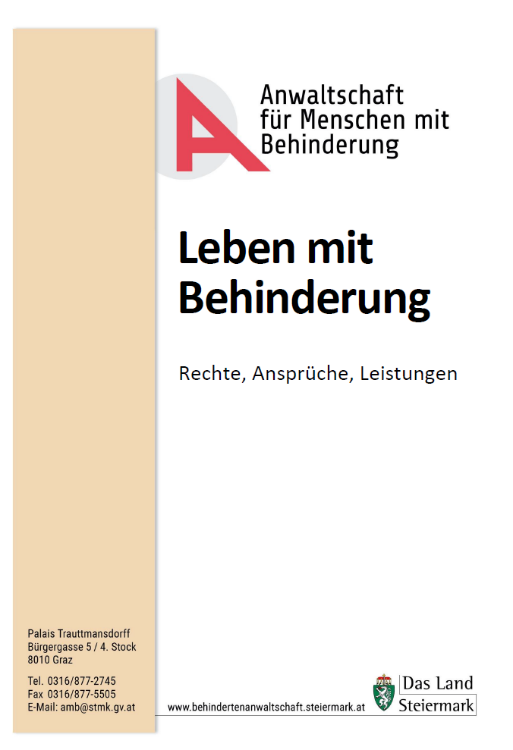 Anwaltschaft
für Menschen mit
Behinderung
Leben mit
Behinderung
Rechte, Ansprüche, Leistungen
Palais Trauttmansdorff
Bürgergasse 5 / 4. Stock
8010 Graz
Tel. 0316/877-2745
Fax 0316/877-5505
E-Mail: amb@stmk.gv.at
www.behindertenanwaltschaft.steiermark.at
Das Land
Steiermark